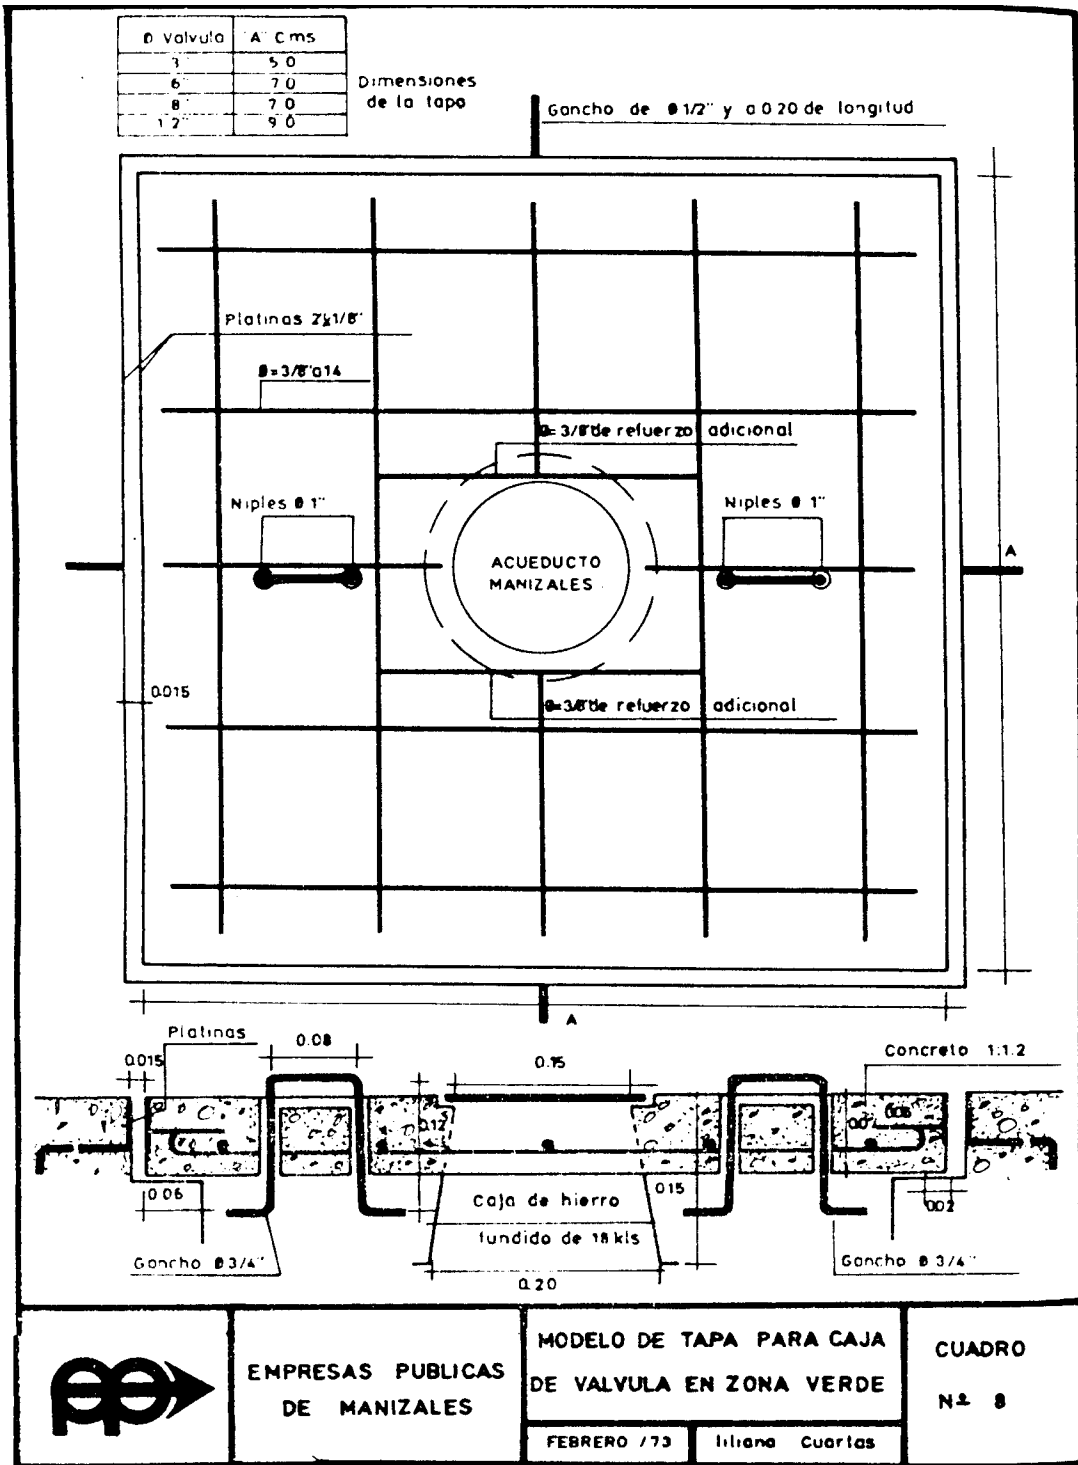 Ø Valvula "A" Cms
3" 50
6" 70
8" 70
12" 90
Dimensiones
de la tapa
Gancho de Ø 1/2" y a 0.20 de longitud
Platinas 2"x1/8"
Ø=3/8" a 14
Ø=3/8" de refuerzo adicional
Niples Ø 1"
Niples Ø 1"
ACUEDUCTO
MANIZALES
A
0.015
Ø=3/8" de refuerzo adicional
A
Platinas
0.08
0.15
Concreto 1:1.2
0.015
0.12
0.07
0.06
0.15
0.02
Caja de hierro
fundido de 18 kls
Gancho Ø 3/4"
Gancho Ø 3/4"
0.20
EMPRESAS PUBLICAS
DE MANIZALES
MODELO DE TAPA PARA CAJA
DE VALVULA EN ZONA VERDE
FEBRERO /73
liliana Cuartas
CUADRO
Nº 8